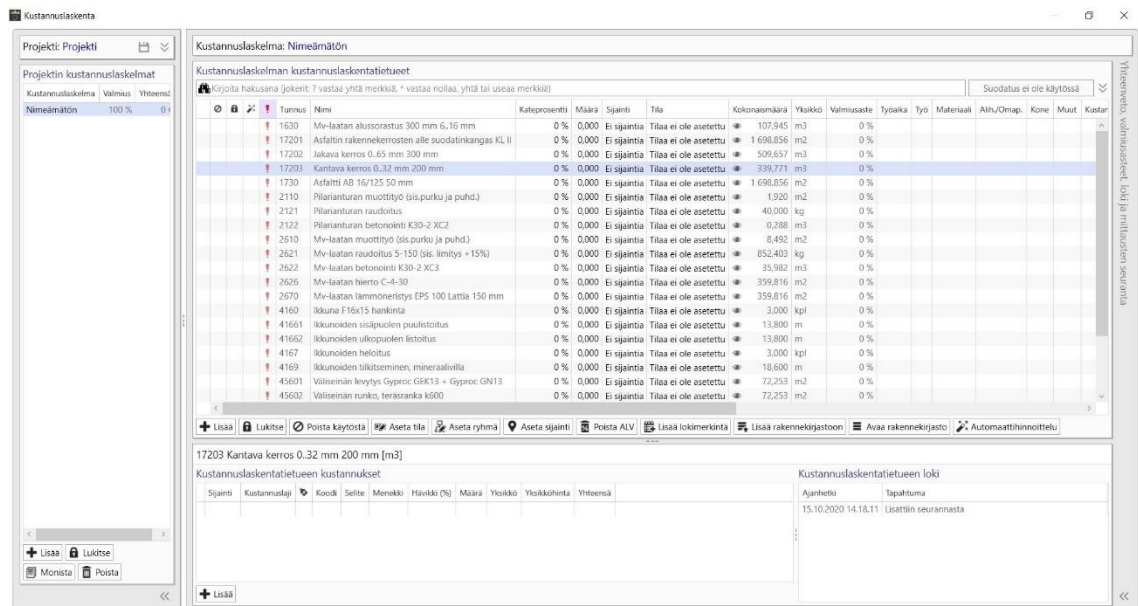 Kustannuslaskenta
Projekti: Projekti
Kustannuslaskelma: Nimeämätön
Projektin kustannuslaskelmat
Kustannuslaskelma Valmius Yhteensä
Nimeämätön 100 % 0
Kustannuslaskelman kustannuslaskentatietueet
Kirjoita hakusana (jokerit: ? vastaa yhtä merkkiä, * vastaa nollaa, yhtä tai useaa merkkiä) Suodatus ei ole käytössä
Tunnus Nimi Kateprosentti Määrä Sijainti Tila Kokonaismäärä Yksikkö Valmiusaste Työaika Työ Materiaali Alih./Omap. Kone Muut Kustar
1630 Mv-laatan alussorastus 300 mm 6..16 mm 0 % 0,000 Ei sijaintia Tilaa ei ole asetettu 107,945 m3 0 %
17201 Asfaltin rakennekerrosten alle suodatinkangas KL II 0 % 0,000 Ei sijaintia Tilaa ei ole asetettu 1 698,856 m2 0 %
17202 Jakava kerros 0..65 mm 300 mm 0 % 0,000 Ei sijaintia Tilaa ei ole asetettu 509,657 m3 0 %
17203 Kantava kerros 0..32 mm 200 mm 0 % 0,000 Ei sijaintia Tilaa ei ole asetettu 339,771 m3 0 %
1730 Asfaltti AB 16/125 50 mm 0 % 0,000 Ei sijaintia Tilaa ei ole asetettu 1 698,856 m2 0 %
2110 Pilarianturan muottityö (sis.purku ja puhd.) 0 % 0,000 Ei sijaintia Tilaa ei ole asetettu 1,920 m2 0 %
2121 Pilarianturan raudoitus 0 % 0,000 Ei sijaintia Tilaa ei ole asetettu 40,000 kg 0 %
2122 Pilarianturan betonointi K30-2 XC2 0 % 0,000 Ei sijaintia Tilaa ei ole asetettu 0,288 m3 0 %
2610 Mv-laatan muottityö (sis.purku ja puhd.) 0 % 0,000 Ei sijaintia Tilaa ei ole asetettu 8,492 m2 0 %
2621 Mv-laatan raudoitus 5-150 (sis. limitys +15%) 0 % 0,000 Ei sijaintia Tilaa ei ole asetettu 852,403 kg 0 %
2622 Mv-laatan betonointi K30-2 XC3 0 % 0,000 Ei sijaintia Tilaa ei ole asetettu 35,982 m3 0 %
2626 Mv-laatan hierto C-4-30 0 % 0,000 Ei sijaintia Tilaa ei ole asetettu 359,816 m2 0 %
2670 Mv-laatan lämmöneristys EPS 100 Lattia 150 mm 0 % 0,000 Ei sijaintia Tilaa ei ole asetettu 359,816 m2 0 %
4160 Ikkuna F16x15 hankinta 0 % 0,000 Ei sijaintia Tilaa ei ole asetettu 3,000 kpl 0 %
41661 Ikkunoiden sisäpuolen puulistoitus 0 % 0,000 Ei sijaintia Tilaa ei ole asetettu 13,800 m 0 %
41662 Ikkunoiden ulkopuolen listoitus 0 % 0,000 Ei sijaintia Tilaa ei ole asetettu 13,800 m 0 %
4167 Ikkunoiden heloitus 0 % 0,000 Ei sijaintia Tilaa ei ole asetettu 3,000 kpl 0 %
4169 Ikkunoiden tilkitseminen, mineraalivilla 0 % 0,000 Ei sijaintia Tilaa ei ole asetettu 18,600 m 0 %
45601 Väliseinän levytys Gyproc GEK13 + Gyproc GN13 0 % 0,000 Ei sijaintia Tilaa ei ole asetettu 72,253 m2 0 %
45602 Väliseinän runko, teräsranka k600 0 % 0,000 Ei sijaintia Tilaa ei ole asetettu 72,253 m2 0 %
Lisää Lukitse Poista käytöstä Aseta tila Aseta ryhmä Aseta sijainti Poista ALV Lisää lokimerkintä Lisää rakennekirjastoon Avaa rakennekirjasto Automaattihinnoittelu
17203 Kantava kerros 0..32 mm 200 mm [m3]
Kustannuslaskentatietueen kustannukset
Sijainti Kustannuslaji Koodi Selite Menekki Hävikki (%) Määrä Yksikkö Yksikköhinta Yhteensä
Kustannuslaskentatietueen loki
Ajanhetki Tapahtuma
15.10.2020 14.18.11 Lisättiin seurannasta
Lisää Lukitse
Monista Poista
Lisää
Yhteenveto, valmiusasteet, loki ja mittausten seuranta